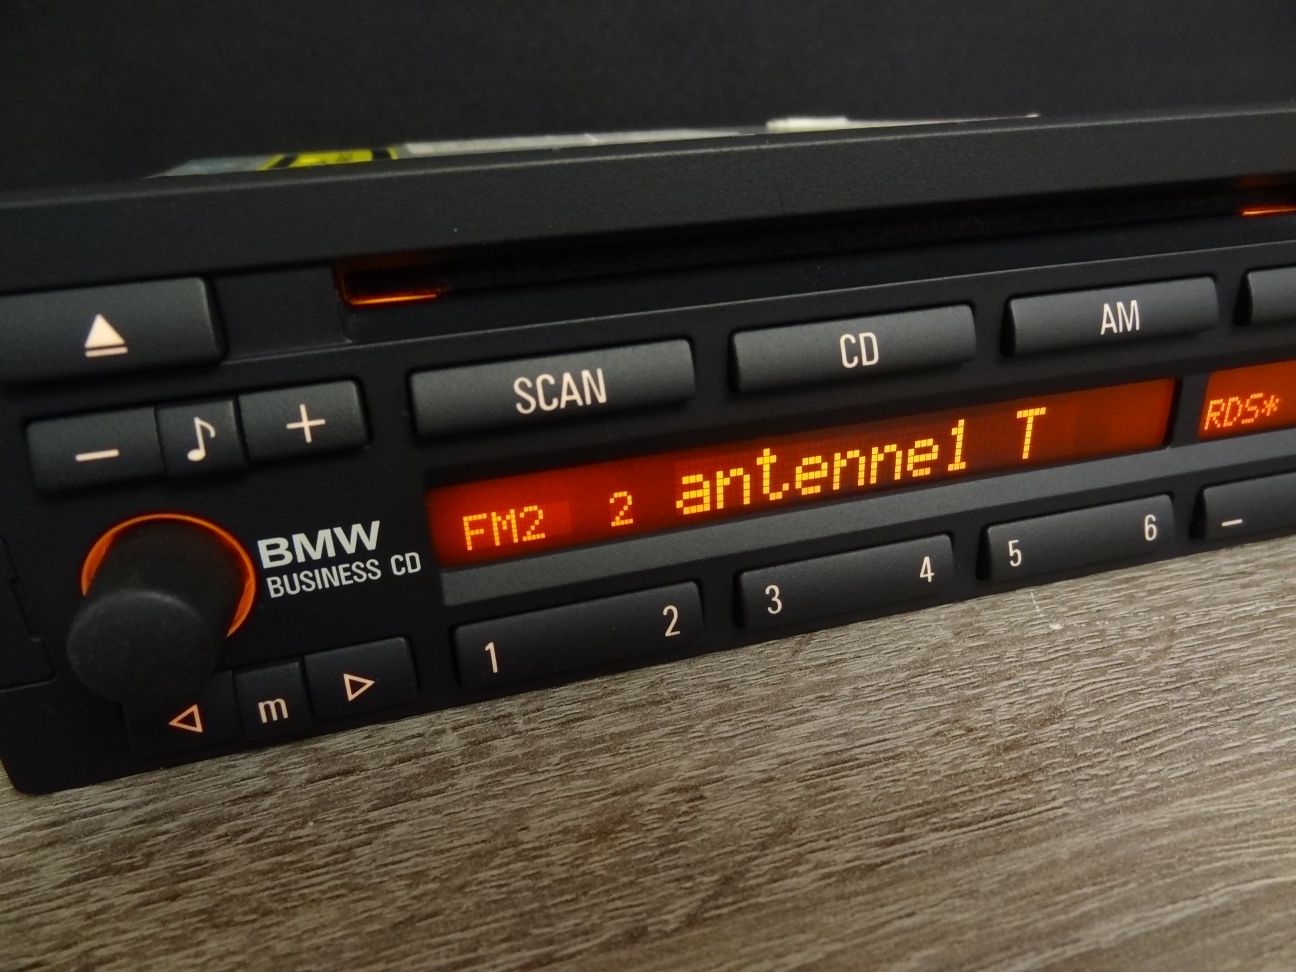 SCAN
CD
AM
FM2 2 antenne1 T
RDS*
BMW
BUSINESS CD
1 2
3 4
5 6
m